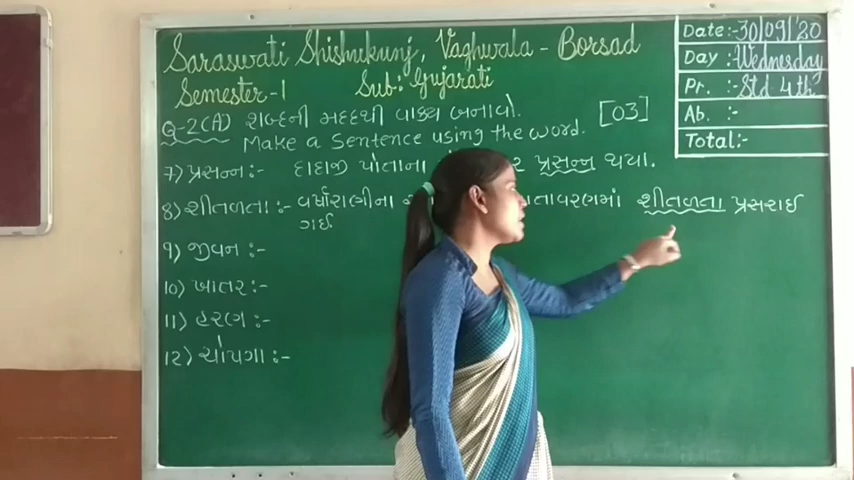 Saraswati Shishukunj, Vaghwala - Borsad
Semester-1 Sub: Gujarati
Date:-30/09/'20
Day:-Wednesday
Pr. :-Std 4th
Ab. :-
Total:-
Q-2(A) શબ્દની મદદથી વાક્ય બનાવો. [03]
Make a Sentence using the word.
7) પ્રસન્ન :- દાદાજી પોતાના પ્રસન્ન થયા.
8) શીતળતા :- વર્ષારાણીના શીતળતા પ્રસરાઈ
ગઈ.
9) જીવન :-
10) ખાતર :-
11) હરણ :-
12) ચોપગા :-